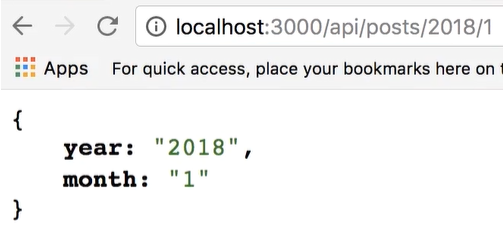 localhost:3000/api/posts/2018/1
Apps For quick access, place your bookmarks here on
{
year: "2018",
month: "1"
}